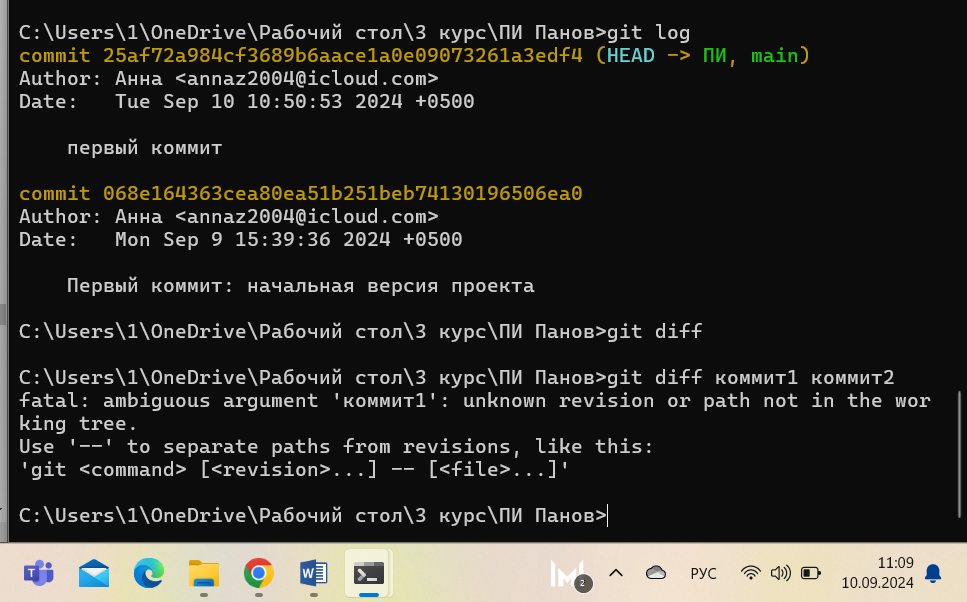 C:\Users\1\OneDrive\Рабочий стол\3 курс\ПИ Панов>git log
commit 25af72a984cf3689b6aace1a0e09073261a3edf4 (HEAD -> ПИ, main)
Author: Анна <annaz2004@icloud.com>
Date:   Tue Sep 10 10:50:53 2024 +0500
первый коммит
commit 068e164363cea80ea51b251beb74130196506ea0
Author: Анна <annaz2004@icloud.com>
Date:   Mon Sep 9 15:39:36 2024 +0500
Первый коммит: начальная версия проекта
C:\Users\1\OneDrive\Рабочий стол\3 курс\ПИ Панов>git diff
C:\Users\1\OneDrive\Рабочий стол\3 курс\ПИ Панов>git diff коммит1 коммит2
fatal: ambiguous argument 'коммит1': unknown revision or path not in the wor
king tree.
Use '--' to separate paths from revisions, like this:
'git <command> [<revision>...] -- [<file>...]'
C:\Users\1\OneDrive\Рабочий стол\3 курс\ПИ Панов>
T
W
M
2
РУС
11:09
10.09.2024